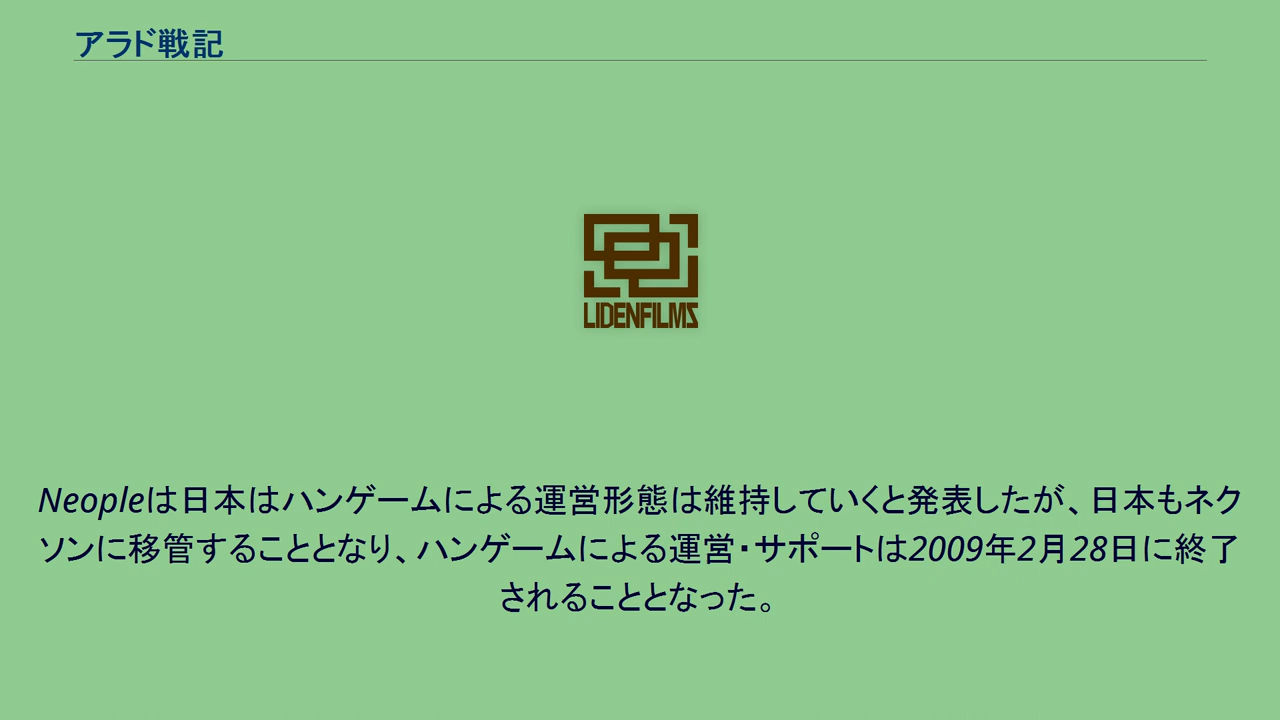 アラド戦記
LIDENFILMS
Neopleは日本はハンゲームによる運営形態は維持していくと発表したが、日本もネク
ソンに移管することとなり、ハンゲームによる運営・サポートは2009年2月28日に終了
されることとなった。